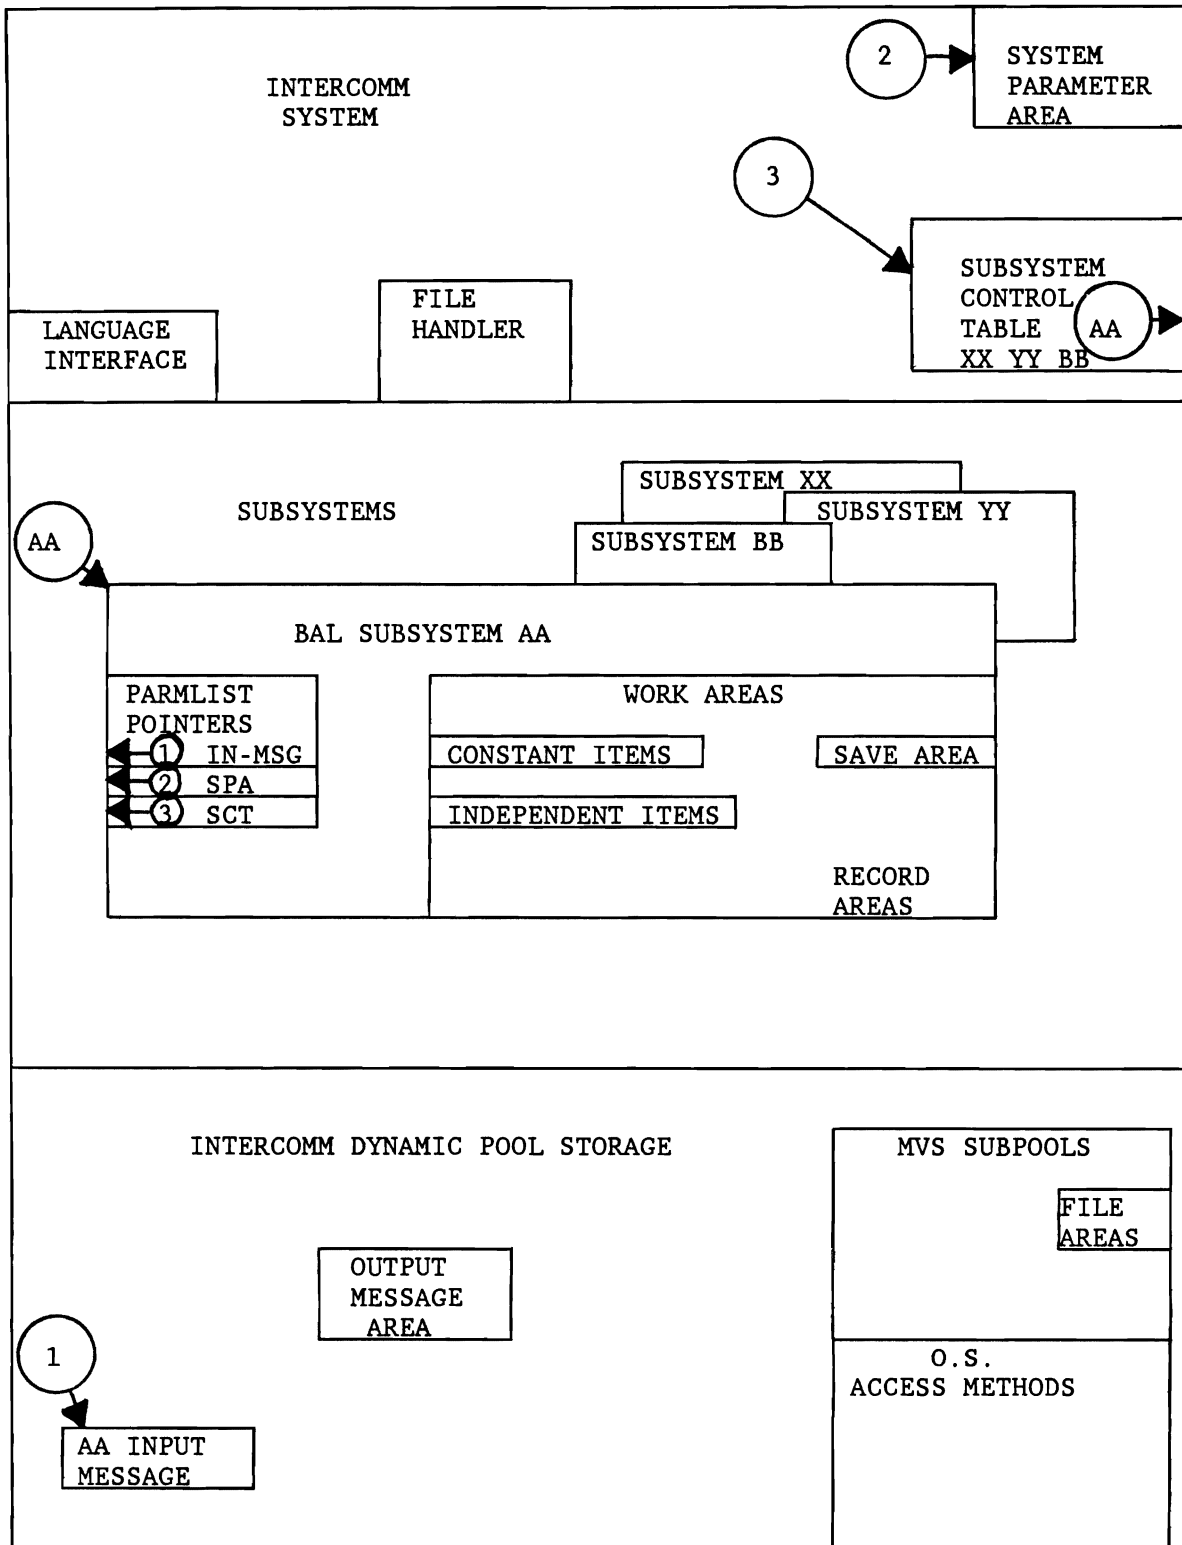 INTERCOMM
SYSTEM
2
SYSTEM
PARAMETER
AREA
3
SUBSYSTEM
CONTROL
TABLE AA
XX YY BB
FILE
HANDLER
LANGUAGE
INTERFACE
SUBSYSTEMS
SUBSYSTEM XX
SUBSYSTEM YY
SUBSYSTEM BB
AA
BAL SUBSYSTEM AA
PARMLIST
POINTERS
1 IN-MSG
2 SPA
3 SCT
WORK AREAS
CONSTANT ITEMS
SAVE AREA
INDEPENDENT ITEMS
RECORD
AREAS
INTERCOMM DYNAMIC POOL STORAGE
MVS SUBPOOLS
FILE
AREAS
OUTPUT
MESSAGE
AREA
O.S.
ACCESS METHODS
1
AA INPUT
MESSAGE